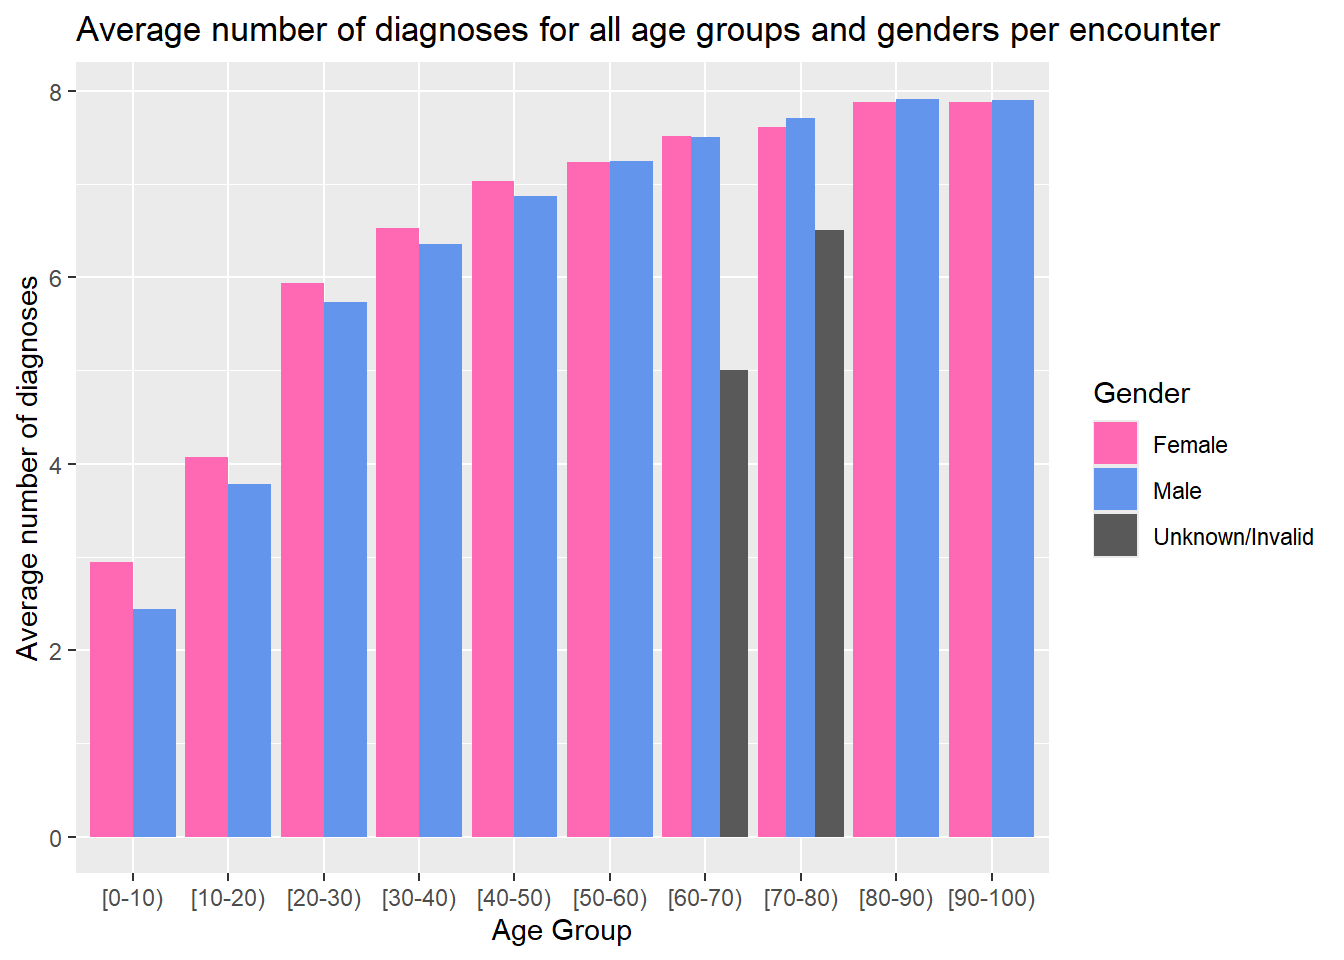 Average number of diagnoses for all age groups and genders per encounter
Average number of diagnoses
8
6
4
2
0
[0-10) [10-20) [20-30) [30-40) [40-50) [50-60) [60-70) [70-80) [80-90) [90-100)
Age Group
Gender
Female
Male
Unknown/Invalid